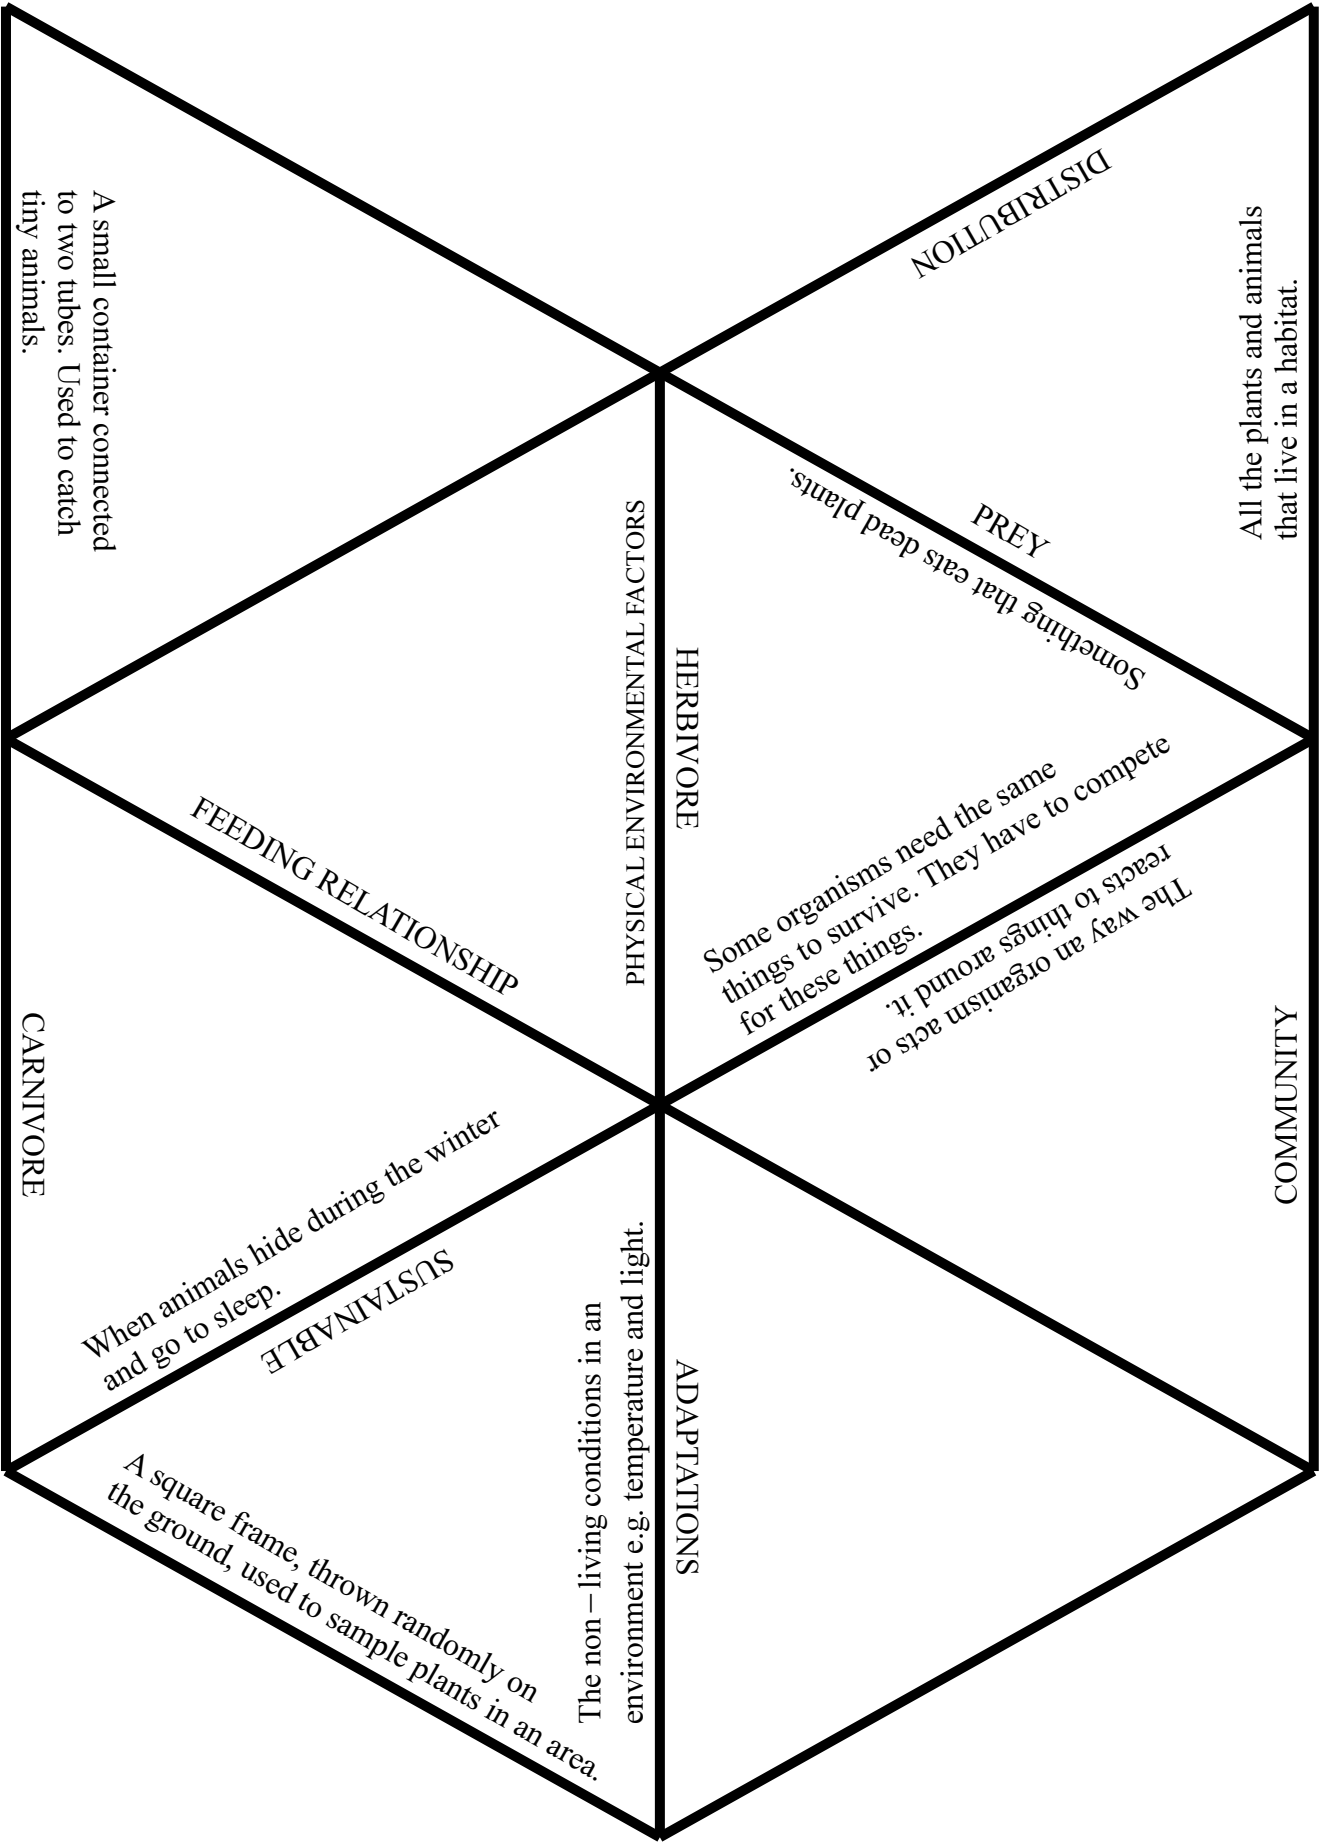 DISTRIBUTION
A small container connected
to two tubes. Used to catch
tiny animals.
All the plants and animals
that live in a habitat.
PREY
Something that eats dead plants.
PHYSICAL ENVIRONMENTAL FACTORS
HERBIVORE
Some organisms need the same
things to survive. They have to compete
for these things.
FEEDING RELATIONSHIP
The way an organism acts or
reacts to things around it.
CARNIVORE
COMMUNITY
When animals hide during the winter
and go to sleep.
SUSTAINABLE
The non – living conditions in an
environment e.g. temperature and light.
ADAPTATIONS
A square frame, thrown randomly on
the ground, used to sample plants in an area.